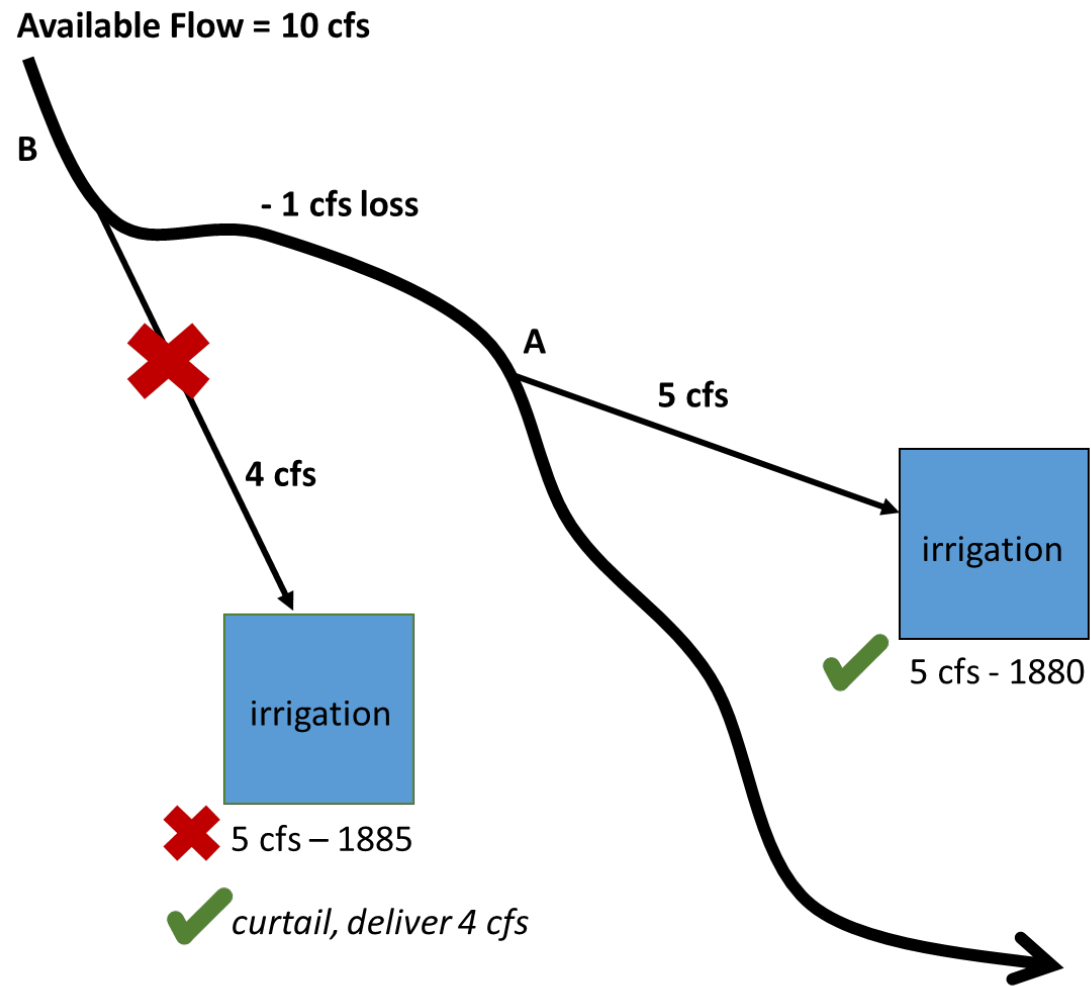 Available Flow = 10 cfs
B
- 1 cfs loss
A
5 cfs
4 cfs
irrigation
5 cfs - 1880
irrigation
5 cfs – 1885
curtail, deliver 4 cfs